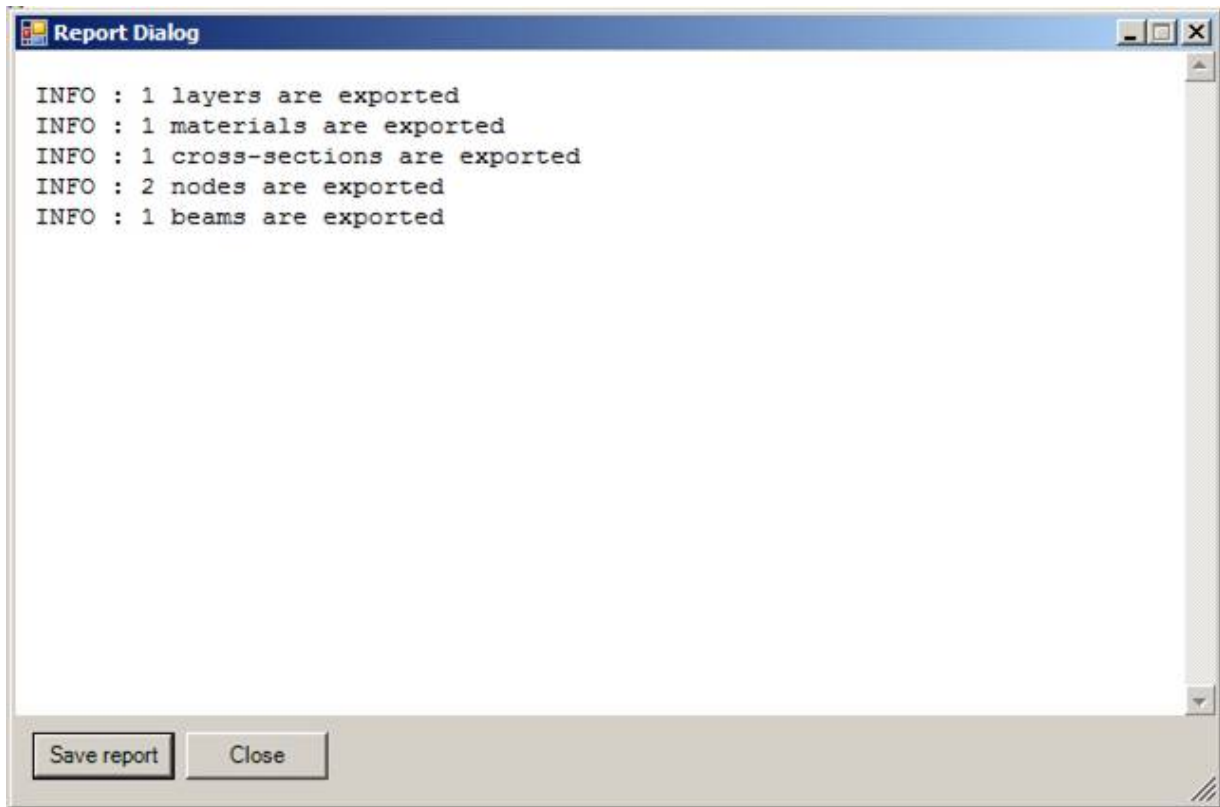 Report Dialog
INFO : 1 layers are exported
INFO : 1 materials are exported
INFO : 1 cross-sections are exported
INFO : 2 nodes are exported
INFO : 1 beams are exported
Save report
Close